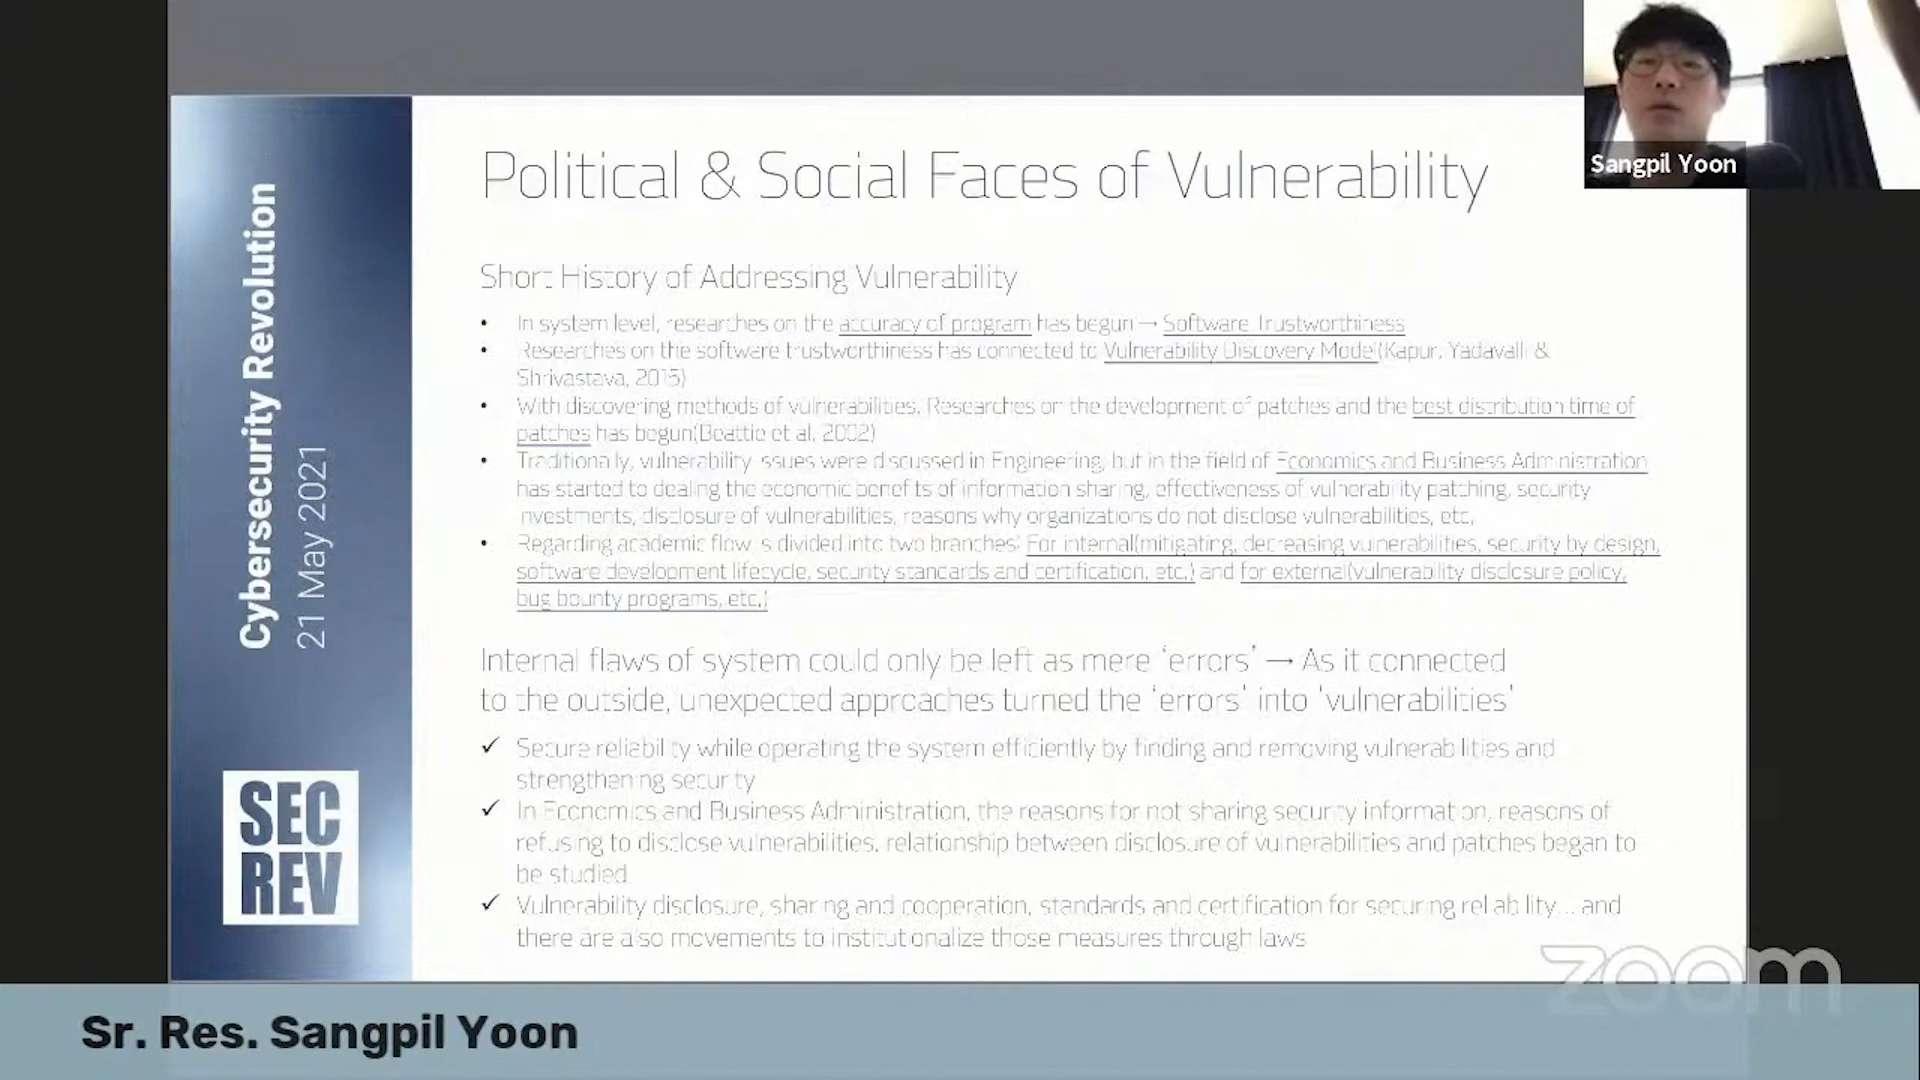 Sangpil Yoon
Cybersecurity Revolution
21 May 2021
SEC
REV
Political & Social Faces of Vulnerability
Short History of Addressing Vulnerability
• In system level, researches on the accuracy of program has begun → Software Trustworthiness
• Researches on the software trustworthiness has connected to Vulnerability Discovery Model(Kapur, Yadavalli &
Shrivastava, 2015)
• With discovering methods of vulnerabilities, Researches on the development of patches and the best distribution time of
patches has begun(Beattie et al, 2002)
• Traditionally, vulnerability issues were discussed in Engineering, but in the field of Economics and Business Administration
has started to dealing the economic benefits of information sharing, effectiveness of vulnerability patching, security
investments, disclosure of vulnerabilities, reasons why organizations do not disclose vulnerabilities, etc,
• Regarding academic flow is divided into two branches: For internal(mitigating, decreasing vulnerabilities, security by design,
software development lifecycle, security standards and certification, etc,) and for external(vulnerability disclosure policy,
bug bounty programs, etc,)
Internal flaws of system could only be left as mere ‘errors’ → As it connected
to the outside, unexpected approaches turned the ‘errors’ into ‘vulnerabilities’
✓ Secure reliability while operating the system efficiently by finding and removing vulnerabilities and
strengthening security
✓ In Economics and Business Administration, the reasons for not sharing security information, reasons of
refusing to disclose vulnerabilities, relationship between disclosure of vulnerabilities and patches began to
be studied
✓ Vulnerability disclosure, sharing and cooperation, standards and certification for securing reliability... and
there are also movements to institutionalize those measures through laws
zoom
Sr. Res. Sangpil Yoon